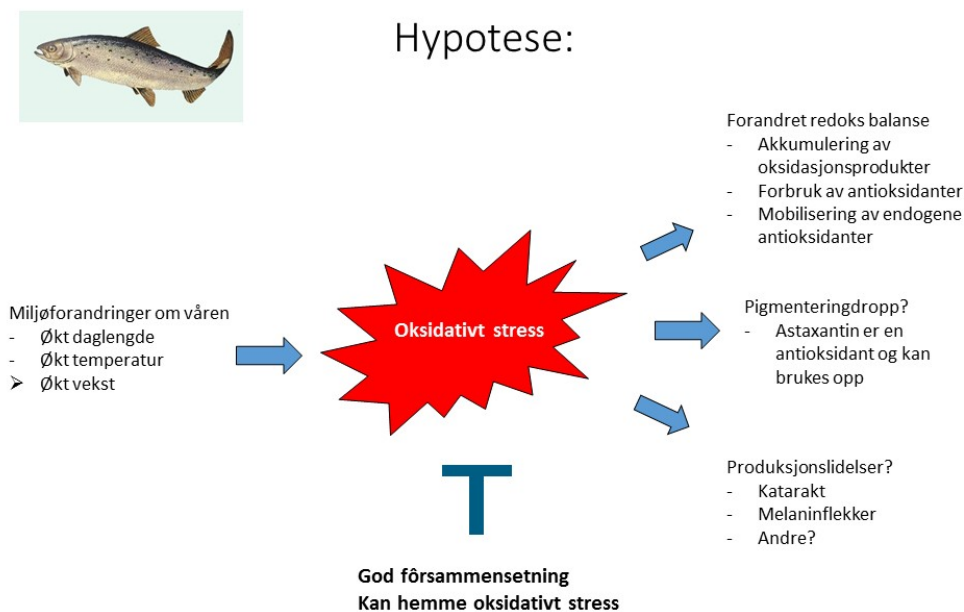 Hypotese:
Miljøforandringer om våren
- Økt daglengde
- Økt temperatur
➤ Økt vekst
Oksidativt stress
Forandret redoks balanse
- Akkumulering av
oksidasjonsprodukter
- Forbruk av antioksidanter
- Mobilisering av endogene
antioksidanter
Pigmenteringdropp?
- Astaxantin er en
antioksidant og kan
brukes opp
Produksjonslidelser?
- Katarakt
- Melaninflekker
- Andre?
God fôrsammensetning
Kan hemme oksidativt stress